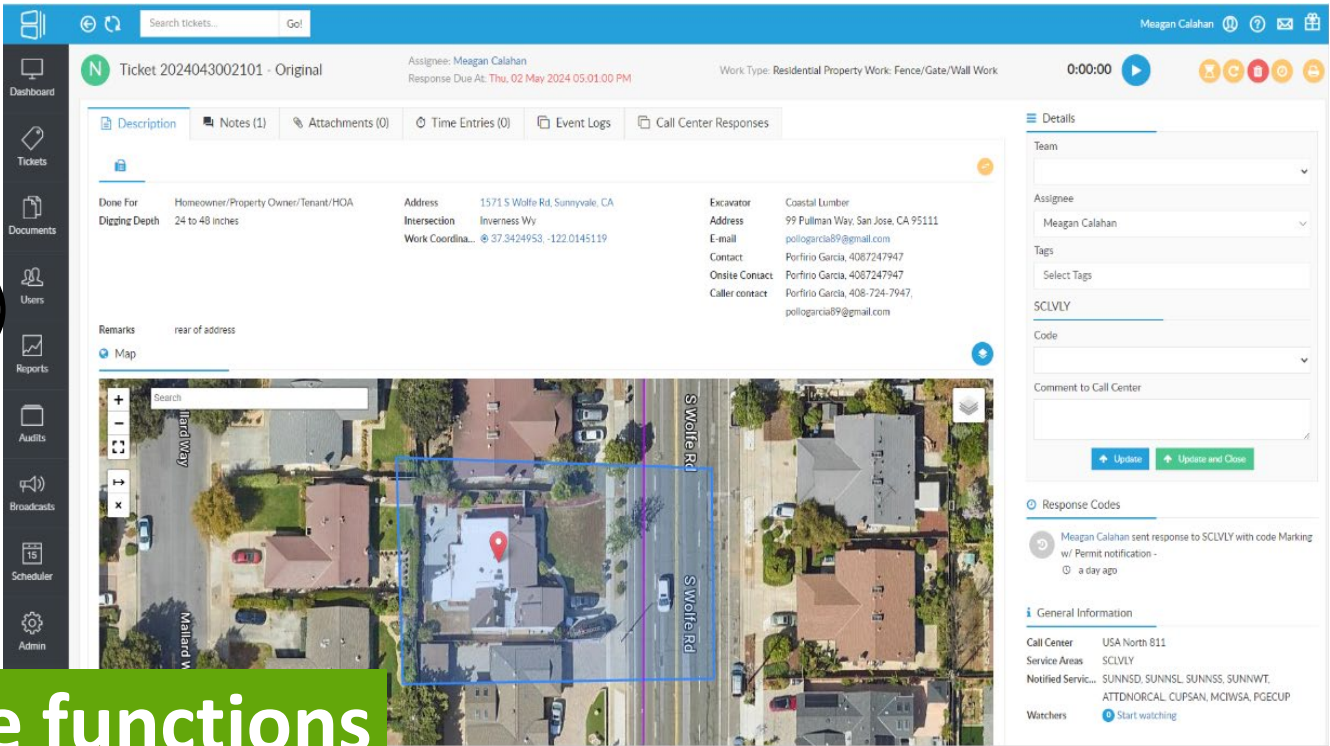 Search tickets...
Go!
Meagan Calahan
N
Ticket 2024043002101 - Original
Assignee: Meagan Calahan
Response Due At: Thu, 02 May 2024 05:01:00 PM
Work Type: Residential Property Work: Fence/Gate/Wall Work
0:00:00
Dashboard
Tickets
Documents
Users
Reports
Audits
Broadcasts
15
Scheduler
Admin
Description
Notes (1)
Attachments (0)
Time Entries (0)
Event Logs
Call Center Responses
Done For Homeowner/Property Owner/Tenant/HOA
Digging Depth 24 to 48 inches
Address 1571 S Wolfe Rd, Sunnyvale, CA
Intersection Inverness Wy
Work Coordina... 37.3424953, -122.0145119
Excavator Coastal Lumber
Address 99 Pullman Way, San Jose, CA 95111
E-mail pollogarcia89@gmail.com
Contact Porfirio Garcia, 4087247947
Onsite Contact Porfirio Garcia, 4087247947
Caller contact Porfirio Garcia, 408-724-7947,
pollogarcia89@gmail.com
Remarks rear of address
Map
Search
llard Way
Mallard W
S Wolfe Rd
S Wolfe Rd
Details
Team
Assignee
Meagan Calahan
Tags
Select Tags
SCLVLY
Code
Comment to Call Center
Update
Update and Close
Response Codes
Meagan Calahan sent response to SCLVLY with code Marking
w/ Permit notification -
a day ago
General Information
Call Center USA North 811
Service Areas SCLVLY
Notified Servic... SUNNSD, SUNNSL, SUNNSS, SUNNWT,
ATTDNORCAL, CUPSAN, MCIWSA, PGECUP
Watchers 0 Start watching
e functions